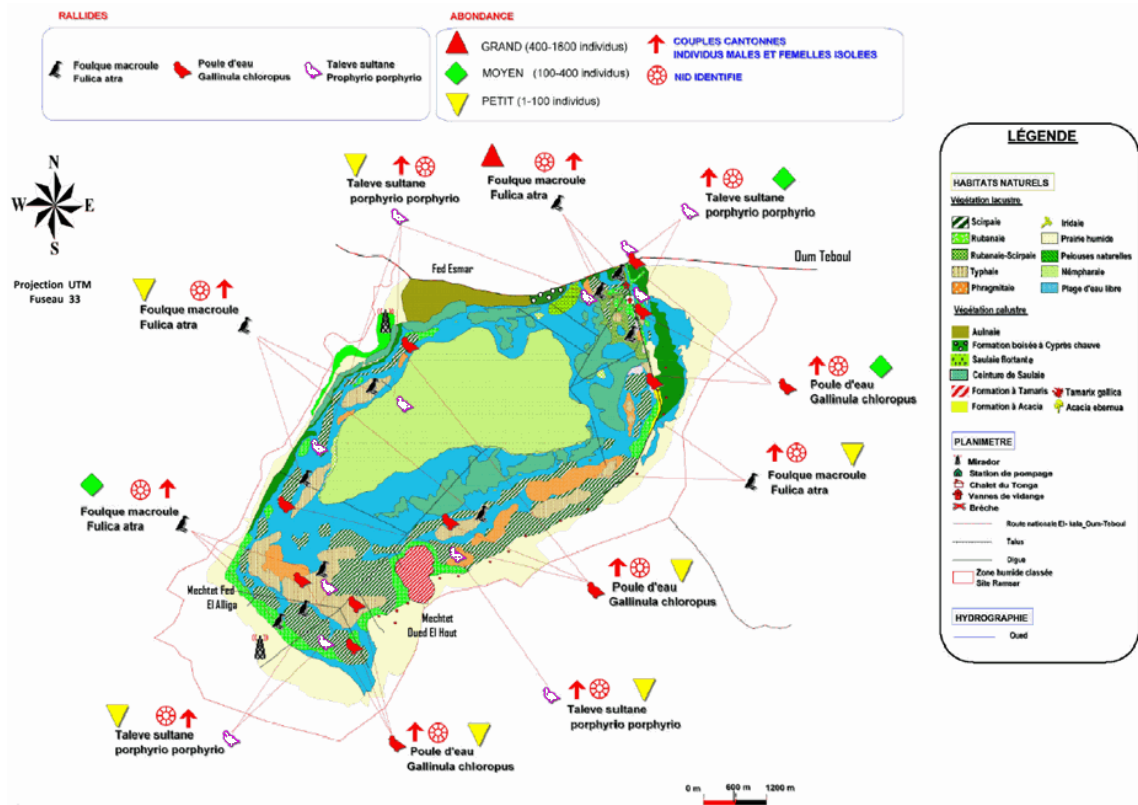 RALLIDES
Foulque macroule
Fulica atra
Poule d'eau
Gallinula chloropus
Taleve sultane
Prophyrio porphyrio
ABONDANCE
GRAND (400-1800 individus)
MOYEN (100-400 individus)
PETIT (1-100 individus)
COUPLES CANTONNES
INDIVIDUS MALES ET FEMELLES ISOLEES
NID IDENTIFIE
N
W E
S
Projection UTM
Fuseau 33
Taleve sultane
porphyrio porphyrio
Foulque macroule
Fulica atra
Taleve sultane
porphyrio porphyrio
Fed Esmar
Oum Teboul
Foulque macroule
Fulica atra
Poule d'eau
Gallinula chloropus
Foulque macroule
Fulica atra
Foulque macroule
Fulica atra
Mechtet Fed
El Alliga
Mechtet
Oued El Hout
Poule d'eau
Gallinula chloropus
Taleve sultane
porphyrio porphyrio
Taleve sultane
porphyrio porphyrio
Poule d'eau
Gallinula chloropus
0 m 600 m 1200 m
LÉGENDE
HABITATS NATURELS
Végétation lacustre
Scirpaie
Rubanaie
Rubanaie-Scirpaie
Typhaie
Phragmitaie
Iridaie
Prairie humide
Pelouses naturelles
Némpharaie
Plage d'eau libre
Végétation palustre
Aulnaie
Formation boisée à Cyprés chauve
Saulaie flottante
Ceinture de Saulaie
Formation à Tamaris
Tamarix gallica
Formation à Acacia
Acacia eburnua
PLANIMETRE
Mirador
Station de pompage
Chalet du Tonga
Vannes de vidange
Brèche
Route nationale El- kala_Oum-Teboul
Talus
Digue
Zone humide classée
Site Ramser
HYDROGRAPHIE
Oued